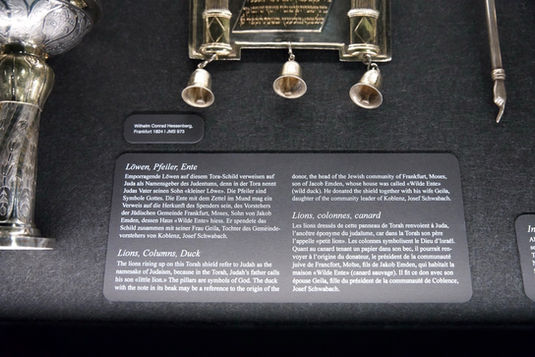 Wilhelm Conrad Hessenberg,
Frankfurt 1824 | JMS 973
Löwen, Pfeiler, Ente
Emporragende Löwen auf diesem Tora-Schild verweisen auf
Juda als Namensgeber des Judentums, denn in der Tora nennt
Judas Vater seinen Sohn «kleiner Löwe». Die Pfeiler sind
Symbole Gottes. Die Ente mit dem Zettel im Mund mag ein
Verweis auf die Herkunft des Spenders sein, des Vorstehers
der Jüdischen Gemeinde Frankfurt, Moses, Sohn von Jakob
Emden, dessen Haus «Wilde Ente» hiess. Er spendete das
Schild zusammen mit seiner Frau Geila, Tochter des Gemeinde-
vorstehers von Koblenz, Josef Schwabach.
Lions, Columns, Duck
The lions rising up on this Torah shield refer to Judah as the
namesake of Judaism, because in the Torah, Judah's father calls
his son «little lion.» The pillars are symbols of God. The duck
with the note in its beak may be a reference to the origin of the
donor, the head of the Jewish community of Frankfurt, Moses,
son of Jacob Emden, whose house was called «Wilde Ente»
(wild duck). He donated the shield together with his wife Geila,
daughter of the community leader of Koblenz, Josef Schwabach.
Lions, colonnes, canard
Les lions dressés de cette panneau de Torah renvoient à Juda,
l'ancêtre éponyme du judaïsme, car dans la Torah son père
l'appelle «petit lion». Les colonnes symbolisent le Dieu d'Israël.
Quant au canard tenant un papier dans son bec, il pourrait ren-
voyer à l'origine du donateur, le président de la communauté
juive de Francfort, Moïse, fils de Jakob Emden, qui habitait la
maison «Wilde Ente» (canard sauvage). Il fit ce don avec son
épouse Geila, fille du président de la communauté de Coblence,
Josef Schwabach.